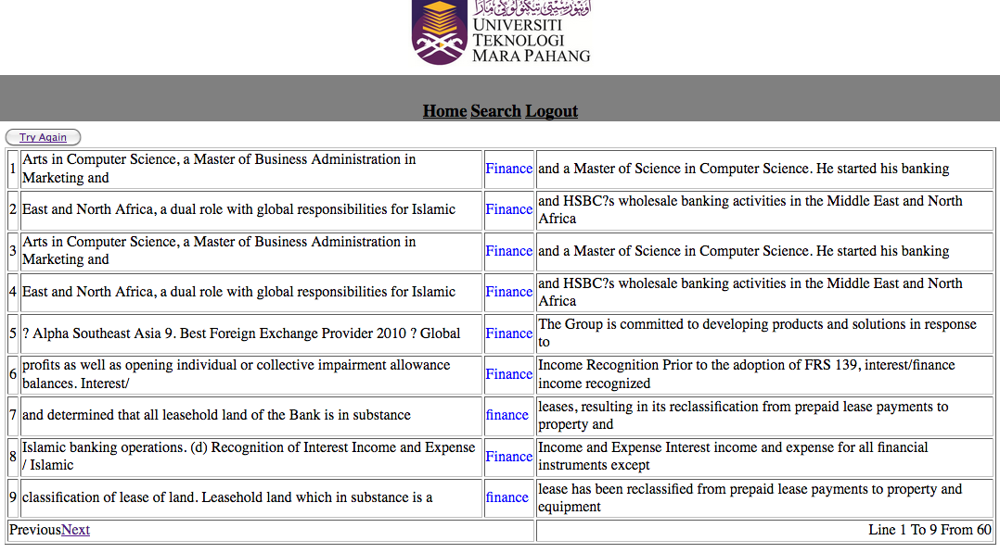 اونيۏرسيتي تيكنولوݢي مارا
UNIVERSITI
TEKNOLOGI
MARA PAHANG
Home Search Logout
Try Again
1 Arts in Computer Science, a Master of Business Administration in Marketing and Finance and a Master of Science in Computer Science. He started his banking
2 East and North Africa, a dual role with global responsibilities for Islamic Finance and HSBC?s wholesale banking activities in the Middle East and North Africa
3 Arts in Computer Science, a Master of Business Administration in Marketing and Finance and a Master of Science in Computer Science. He started his banking
4 East and North Africa, a dual role with global responsibilities for Islamic Finance and HSBC?s wholesale banking activities in the Middle East and North Africa
5 ? Alpha Southeast Asia 9. Best Foreign Exchange Provider 2010 ? Global Finance The Group is committed to developing products and solutions in response to
6 profits as well as opening individual or collective impairment allowance balances. Interest/ Finance Income Recognition Prior to the adoption of FRS 139, interest/finance income recognized
7 and determined that all leasehold land of the Bank is in substance finance leases, resulting in its reclassification from prepaid lease payments to property and
8 Islamic banking operations. (d) Recognition of Interest Income and Expense / Islamic Finance Income and Expense Interest income and expense for all financial instruments except
9 classification of lease of land. Leasehold land which in substance is a finance lease has been reclassified from prepaid lease payments to property and equipment
PreviousNext Line 1 To 9 From 60